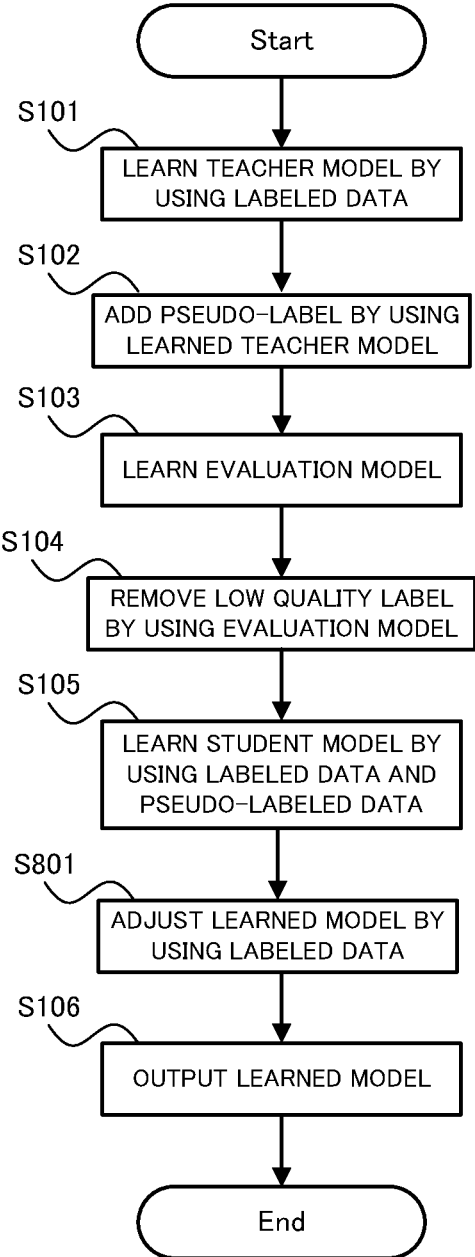 Start
S101
LEARN TEACHER MODEL BY
USING LABELED DATA
S102
ADD PSEUDO-LABEL BY USING
LEARNED TEACHER MODEL
S103
LEARN EVALUATION MODEL
S104
REMOVE LOW QUALITY LABEL
BY USING EVALUATION MODEL
S105
LEARN STUDENT MODEL BY
USING LABELED DATA AND
PSEUDO-LABELED DATA
S801
ADJUST LEARNED MODEL BY
USING LABELED DATA
S106
OUTPUT LEARNED MODEL
End